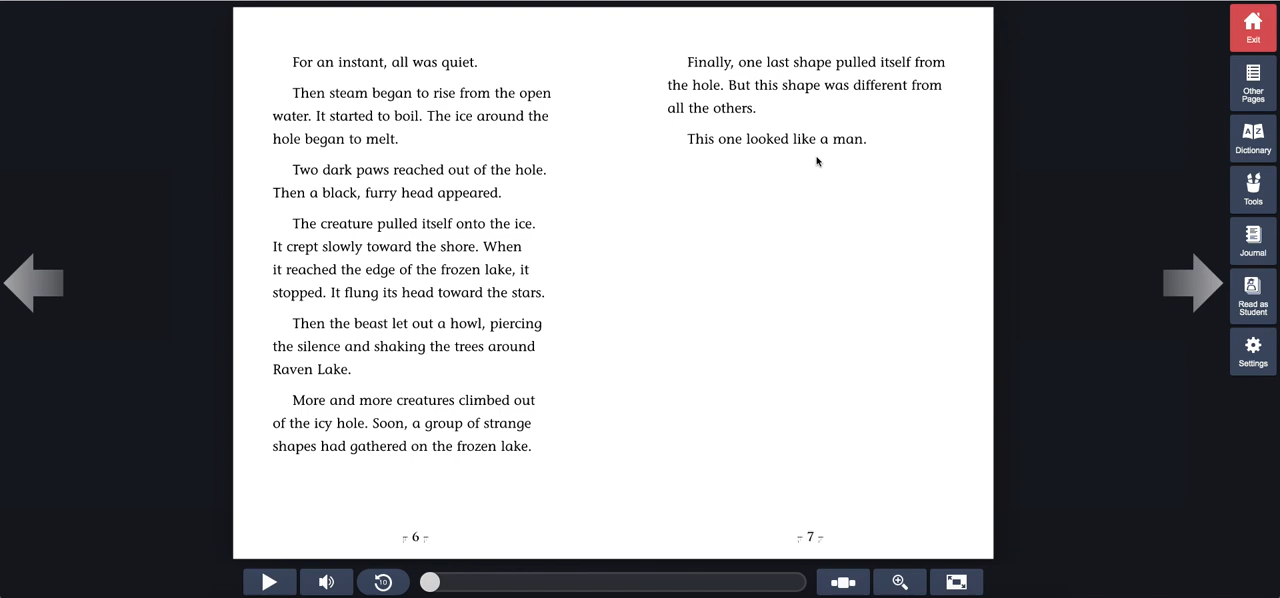 For an instant, all was quiet.
Then steam began to rise from the open
water. It started to boil. The ice around the
hole began to melt.
Two dark paws reached out of the hole.
Then a black, furry head appeared.
The creature pulled itself onto the ice.
It crept slowly toward the shore. When
it reached the edge of the frozen lake, it
stopped. It flung its head toward the stars.
Then the beast let out a howl, piercing
the silence and shaking the trees around
Raven Lake.
More and more creatures climbed out
of the icy hole. Soon, a group of strange
shapes had gathered on the frozen lake.
6
Finally, one last shape pulled itself from
the hole. But this shape was different from
all the others.
This one looked like a man.
7
Exit
Other
Pages
A Z
Dictionary
Tools
Journal
Read as
Student
Settings
10